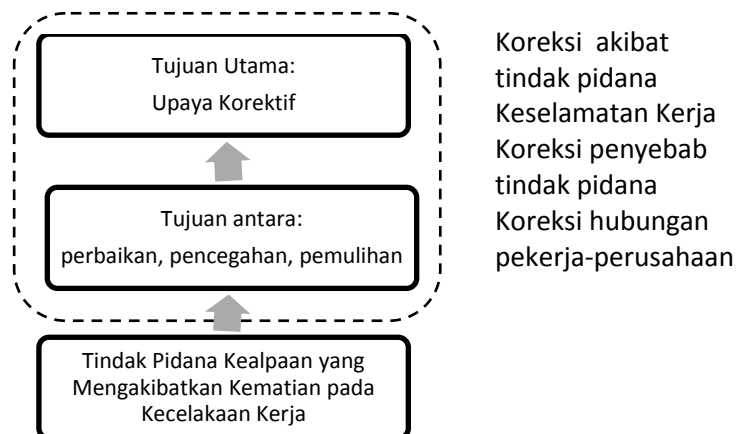 Tujuan Utama:
Upaya Korektif
Tujuan antara:
perbaikan, pencegahan, pemulihan
Tindak Pidana Kealpaan yang
Mengakibatkan Kematian pada
Kecelakaan Kerja
Koreksi akibat
tindak pidana
Keselamatan Kerja
Koreksi penyebab
tindak pidana
Koreksi hubungan
pekerja-perusahaan